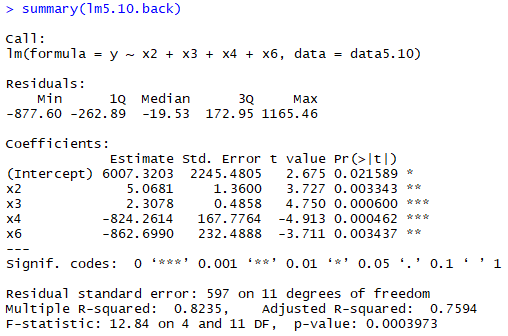 > summary(lm5.10.back)
Call:
lm(formula = y ~ x2 + x3 + x4 + x6, data = data5.10)
Residuals:
Min 1Q Median 3Q Max
-877.60 -262.89 -19.53 172.95 1165.46
Coefficients:
Estimate Std. Error t value Pr(>|t|)
(Intercept) 6007.3203 2245.4805 2.675 0.021589 *
x2 5.0681 1.3600 3.727 0.003343 **
x3 2.3078 0.4858 4.750 0.000600 ***
x4 -824.2614 167.7764 -4.913 0.000462 ***
x6 -862.6990 232.4888 -3.711 0.003437 **
---
Signif. codes: 0 ‘***’ 0.001 ‘**’ 0.01 ‘*’ 0.05 ‘.’ 0.1 ‘ ’ 1
Residual standard error: 597 on 11 degrees of freedom
Multiple R-squared: 0.8235, Adjusted R-squared: 0.7594
F-statistic: 12.84 on 4 and 11 DF, p-value: 0.0003973